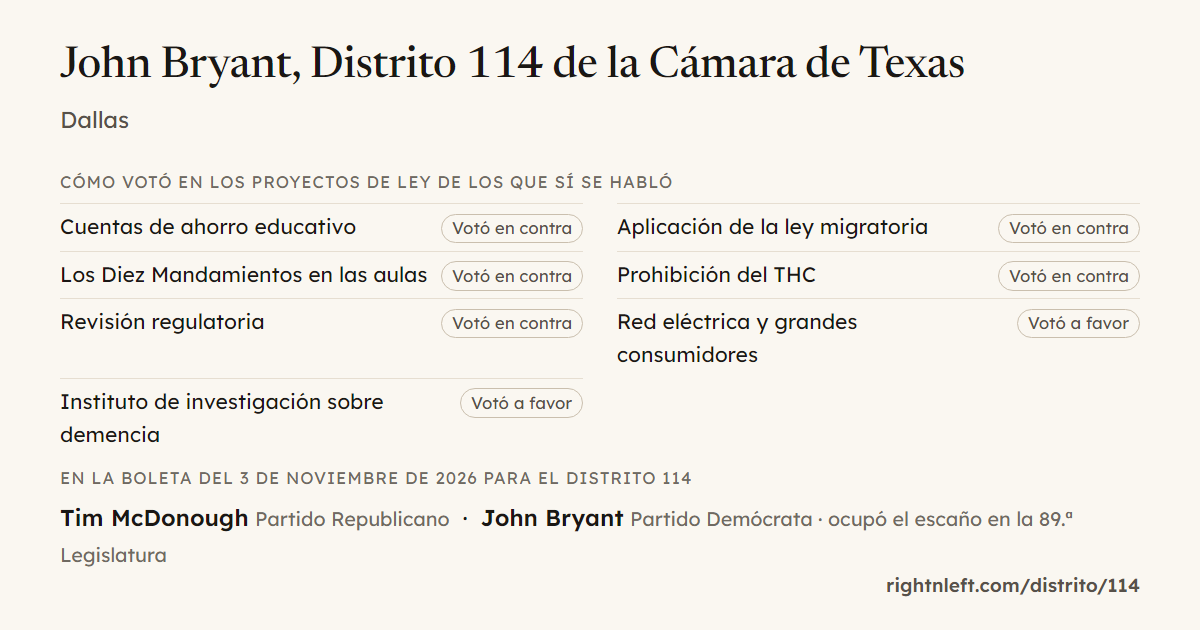 John Bryant, Distrito 114 de la Cámara de Texas
Dallas
CÓMO VOTÓ EN LOS PROYECTOS DE LEY DE LOS QUE SÍ SE HABLÓ
Cuentas de ahorro educativo Votó en contra
Aplicación de la ley migratoria Votó en contra
Los Diez Mandamientos en las aulas Votó en contra
Prohibición del THC Votó en contra
Revisión regulatoria Votó en contra
Red eléctrica y grandes Votó a favor
consumidores
Instituto de investigación sobre Votó a favor
demencia
EN LA BOLETA DEL 3 DE NOVIEMBRE DE 2026 PARA EL DISTRITO 114
Tim McDonough Partido Republicano · John Bryant Partido Demócrata · ocupó el escaño en la 89.ª
Legislatura
rightnleft.com/distrito/114